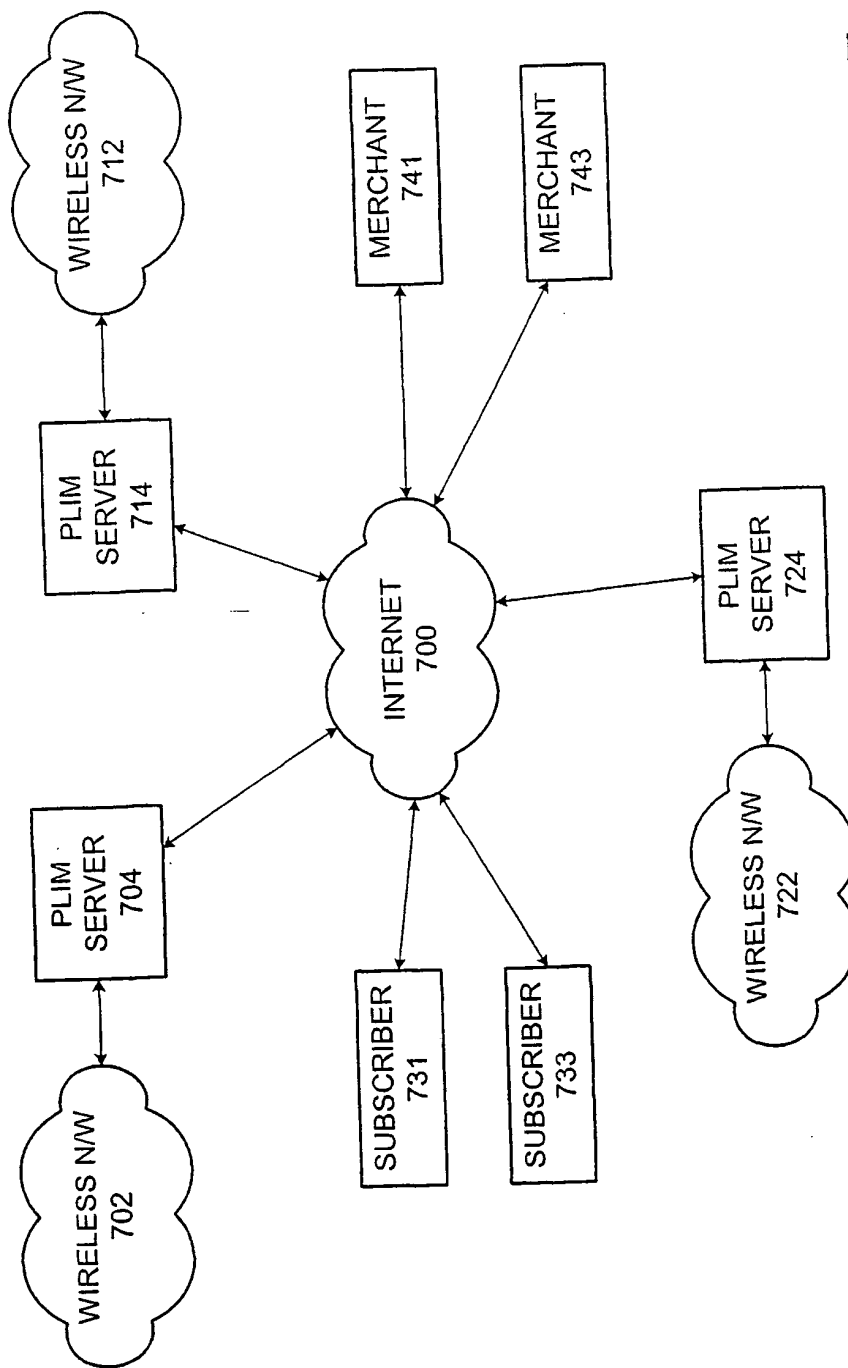 WIRELESS N/W
702
PLIM
SERVER
704
PLIM
SERVER
714
WIRELESS N/W
712
SUBSCRIBER
731
SUBSCRIBER
733
INTERNET
700
MERCHANT
741
MERCHANT
743
WIRELESS N/W
722
PLIM
SERVER
724